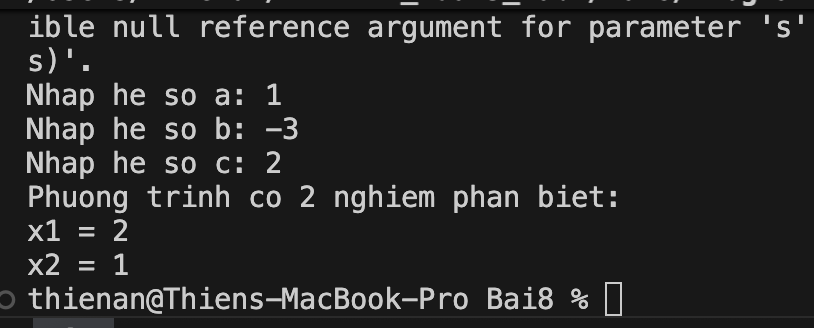 ible null reference argument for parameter 's'
s)'.
Nhap he so a: 1
Nhap he so b: -3
Nhap he so c: 2
Phuong trinh co 2 nghiem phan biet:
x1 = 2
x2 = 1
thienan@Thiens-MacBook-Pro Bai8 %